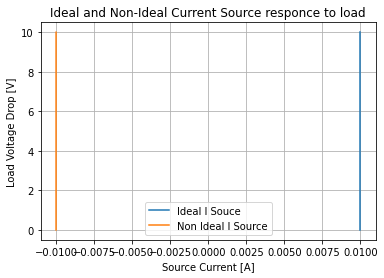 Ideal and Non-Ideal Current Source responce to load
Load Voltage Drop [V]
10
8
6
4
2
0
Ideal I Souce
Non Ideal I Source
−0.0100 −0.0075 −0.0050 −0.0025 0.0000 0.0025 0.0050 0.0075 0.0100
Source Current [A]